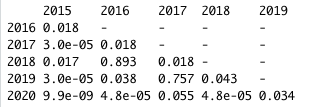 2015 2016 2017 2018 2019
2016 0.018 - - - -
2017 3.0e-05 0.018 - - -
2018 0.017 0.893 0.018 - -
2019 3.0e-05 0.038 0.757 0.043 -
2020 9.9e-09 4.8e-05 0.055 4.8e-05 0.034